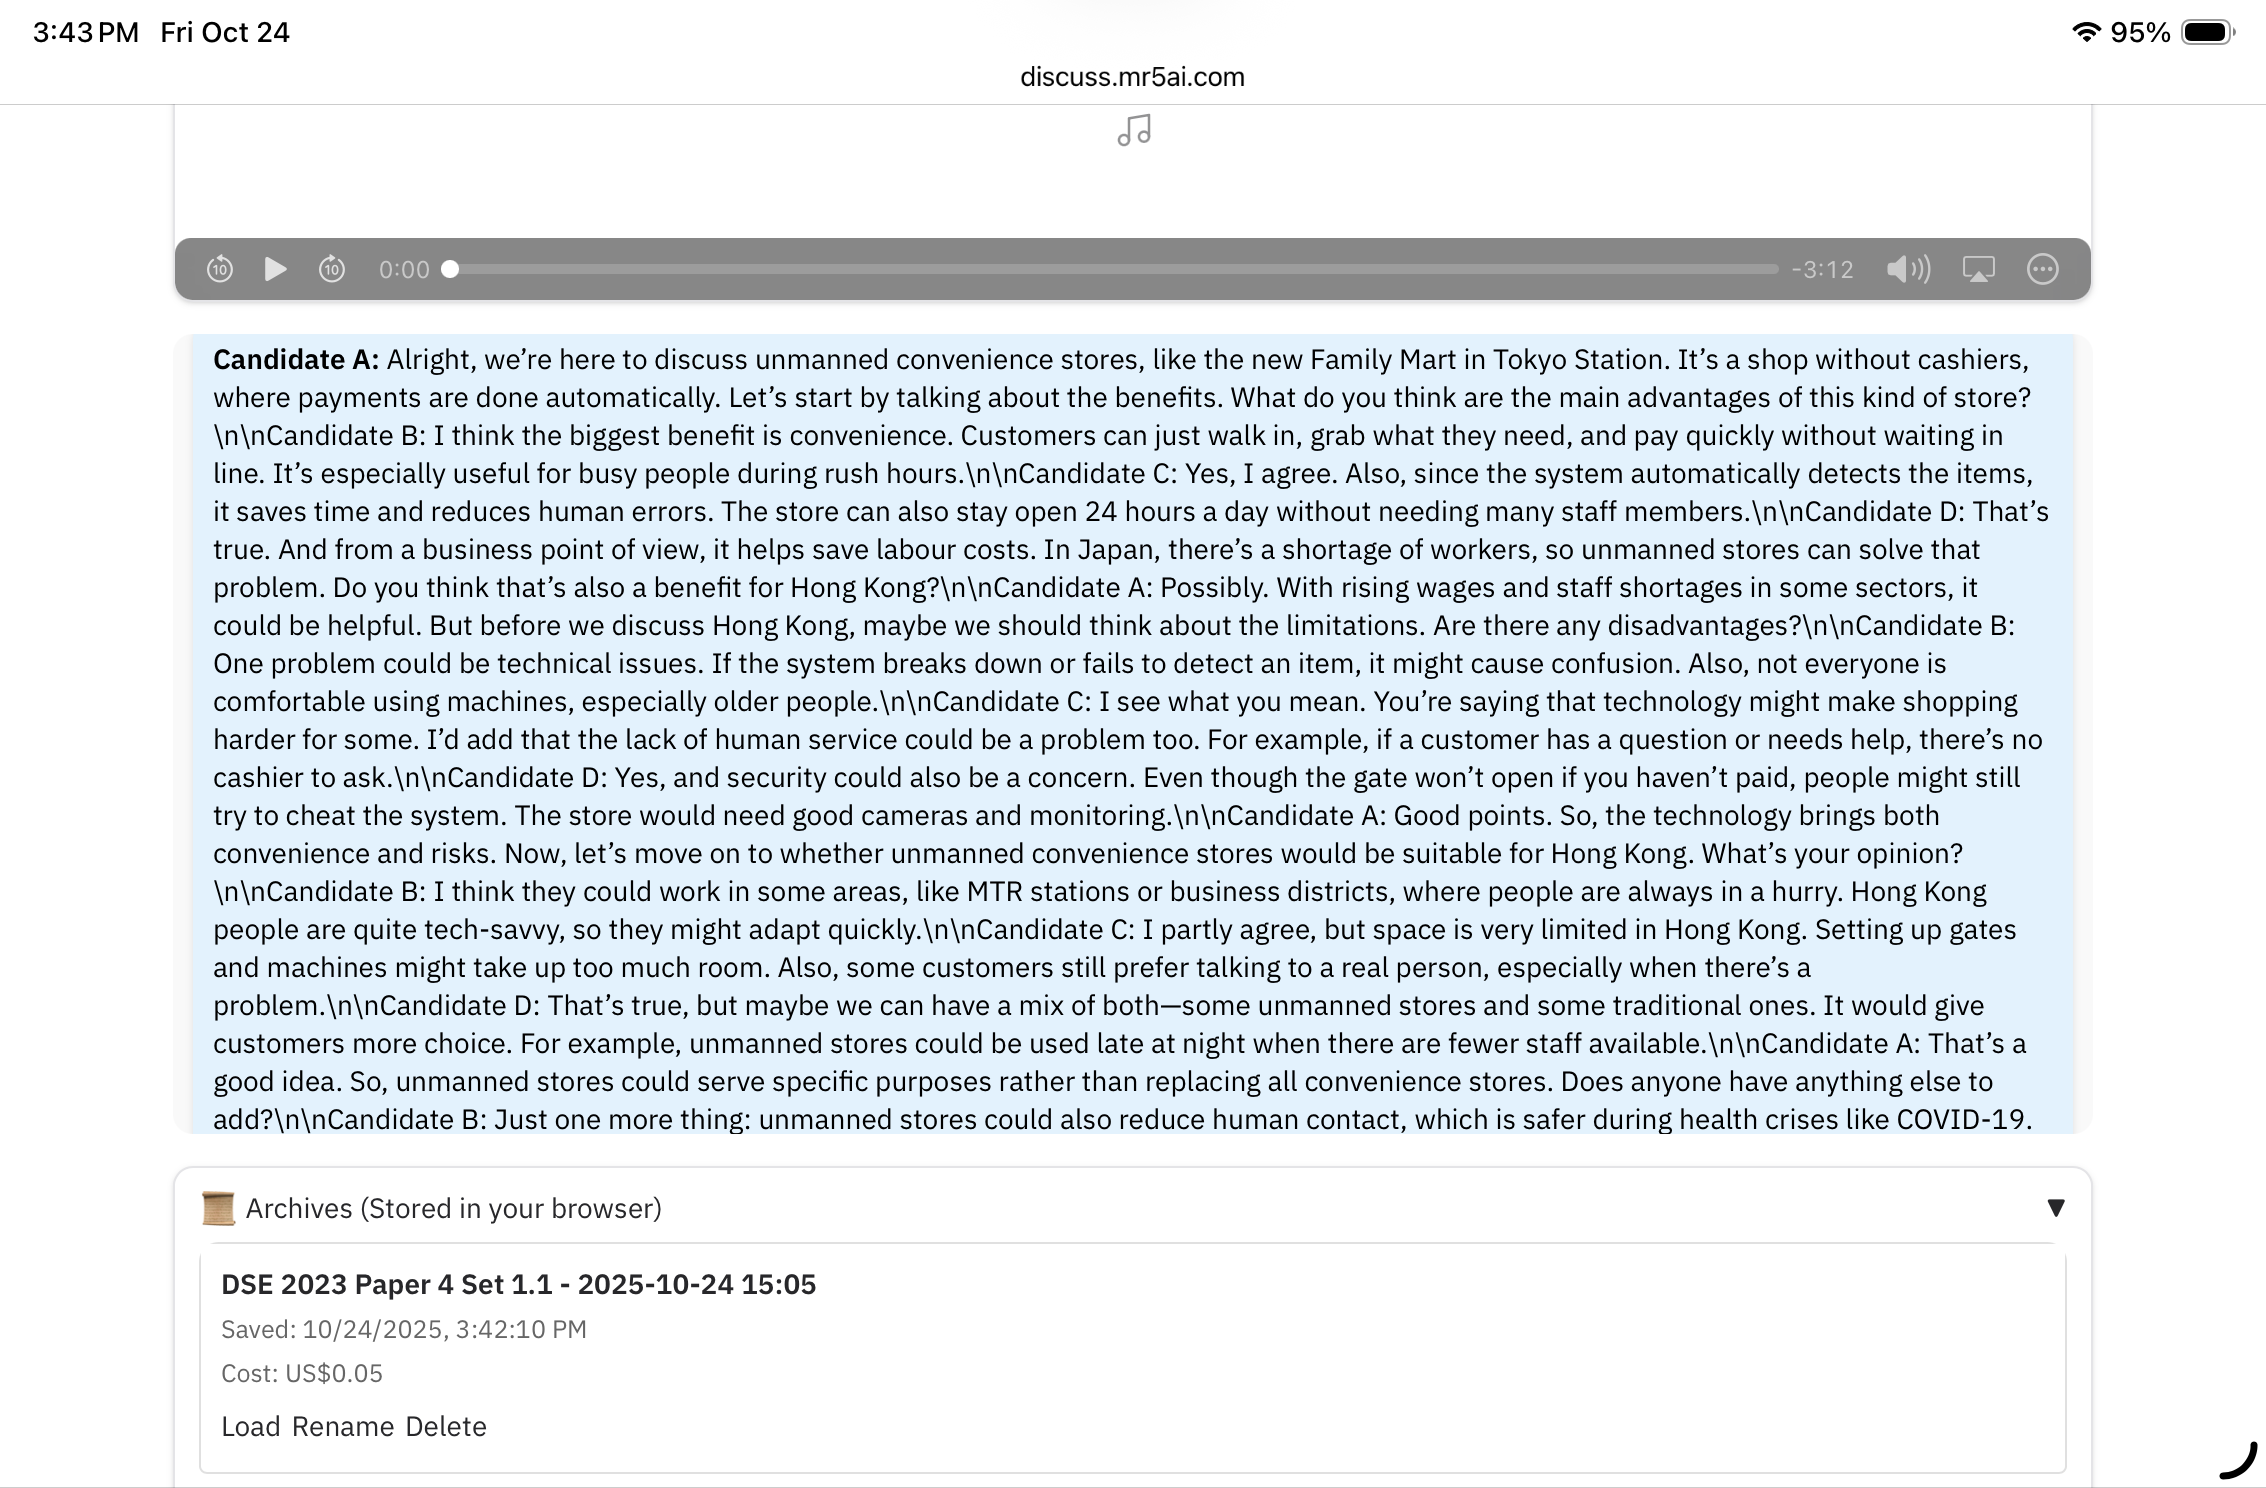 3:43 PM Fri Oct 24
95%
discuss.mr5ai.com
10
10
0:00
-3:12
Candidate A: Alright, we’re here to discuss unmanned convenience stores, like the new Family Mart in Tokyo Station. It’s a shop without cashiers,
where payments are done automatically. Let’s start by talking about the benefits. What do you think are the main advantages of this kind of store?
\n\nCandidate B: I think the biggest benefit is convenience. Customers can just walk in, grab what they need, and pay quickly without waiting in
line. It’s especially useful for busy people during rush hours.\n\nCandidate C: Yes, I agree. Also, since the system automatically detects the items,
it saves time and reduces human errors. The store can also stay open 24 hours a day without needing many staff members.\n\nCandidate D: That’s
true. And from a business point of view, it helps save labour costs. In Japan, there’s a shortage of workers, so unmanned stores can solve that
problem. Do you think that’s also a benefit for Hong Kong?\n\nCandidate A: Possibly. With rising wages and staff shortages in some sectors, it
could be helpful. But before we discuss Hong Kong, maybe we should think about the limitations. Are there any disadvantages?\n\nCandidate B:
One problem could be technical issues. If the system breaks down or fails to detect an item, it might cause confusion. Also, not everyone is
comfortable using machines, especially older people.\n\nCandidate C: I see what you mean. You’re saying that technology might make shopping
harder for some. I’d add that the lack of human service could be a problem too. For example, if a customer has a question or needs help, there’s no
cashier to ask.\n\nCandidate D: Yes, and security could also be a concern. Even though the gate won’t open if you haven’t paid, people might still
try to cheat the system. The store would need good cameras and monitoring.\n\nCandidate A: Good points. So, the technology brings both
convenience and risks. Now, let’s move on to whether unmanned convenience stores would be suitable for Hong Kong. What’s your opinion?
\n\nCandidate B: I think they could work in some areas, like MTR stations or business districts, where people are always in a hurry. Hong Kong
people are quite tech-savvy, so they might adapt quickly.\n\nCandidate C: I partly agree, but space is very limited in Hong Kong. Setting up gates
and machines might take up too much room. Also, some customers still prefer talking to a real person, especially when there’s a
problem.\n\nCandidate D: That’s true, but maybe we can have a mix of both—some unmanned stores and some traditional ones. It would give
customers more choice. For example, unmanned stores could be used late at night when there are fewer staff available.\n\nCandidate A: That’s a
good idea. So, unmanned stores could serve specific purposes rather than replacing all convenience stores. Does anyone have anything else to
add?\n\nCandidate B: Just one more thing: unmanned stores could also reduce human contact, which is safer during health crises like COVID-19.
Archives (Stored in your browser)
DSE 2023 Paper 4 Set 1.1 - 2025-10-24 15:05
Saved: 10/24/2025, 3:42:10 PM
Cost: US$0.05
Load Rename Delete